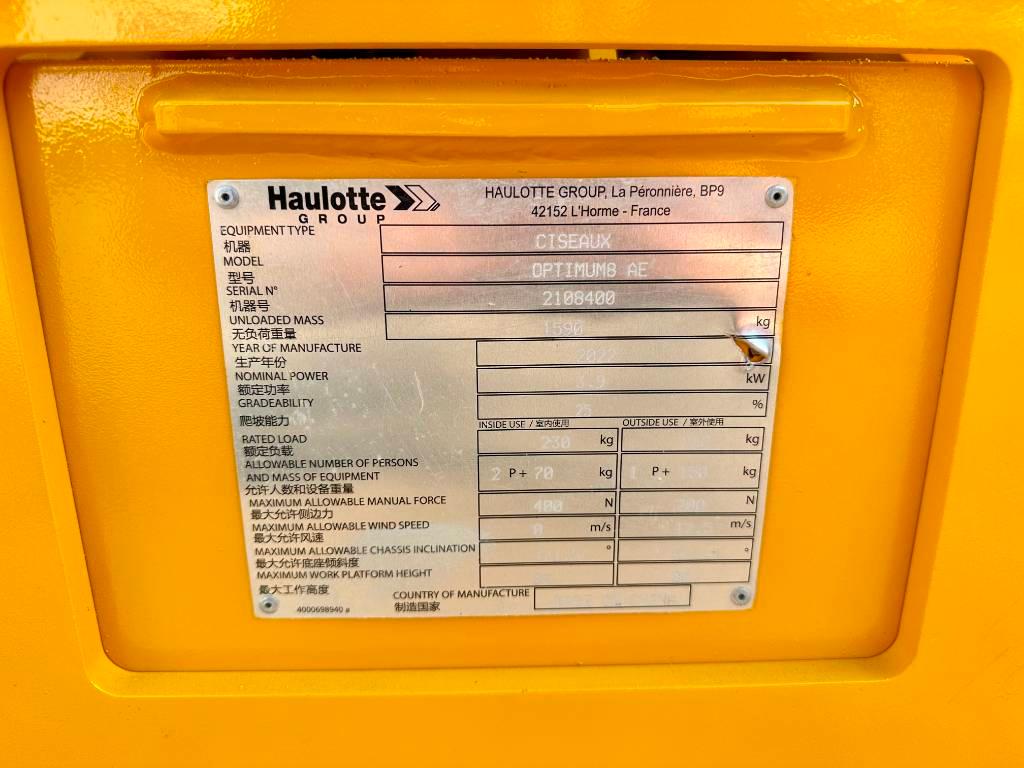 Haulotte
GROUP
HAULOTTE GROUP, La Péronnière, BP9
42152 L'Horme - France
EQUIPMENT TYPE CISEAUX
机器
MODEL OPTIMUM8 AE
型号
SERIAL N° 2108400
机器号
UNLOADED MASS 1590 kg
无负荷重量
YEAR OF MANUFACTURE 2022
生产年份
NOMINAL POWER kW
额定功率
GRADEABILITY %
爬坡能力
INSIDE USE / 室内使用 OUTSIDE USE / 室外使用
RATED LOAD 230 kg kg
额定负载
ALLOWABLE NUMBER OF PERSONS
AND MASS OF EQUIPMENT 2 P+ 70 kg 1 P+ kg
允许人数和设备重量
MAXIMUM ALLOWABLE MANUAL FORCE 400 N N
最大允许侧边力
MAXIMUM ALLOWABLE WIND SPEED 0 m/s m/s
最大允许风速
MAXIMUM ALLOWABLE CHASSIS INCLINATION ° °
最大允许底座倾斜度
MAXIMUM WORK PLATFORM HEIGHT
最大工作高度
COUNTRY OF MANUFACTURE
制造国家
4000698940 a